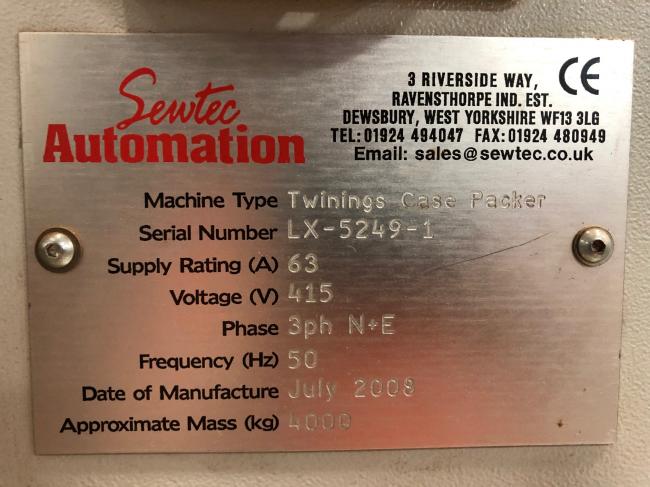 Sewtec
Automation
3 RIVERSIDE WAY,
RAVENSTHORPE IND. EST.
DEWSBURY, WEST YORKSHIRE WF13 3LG
TEL: 01924 494047 FAX: 01924 480949
Email: sales@sewtec.co.uk
CE
Machine Type Twinings Case Packer
Serial Number LX-5249-1
Supply Rating (A) 63
Voltage (V) 415
Phase 3ph N+E
Frequency (Hz) 50
Date of Manufacture July 2008
Approximate Mass (kg) 4000